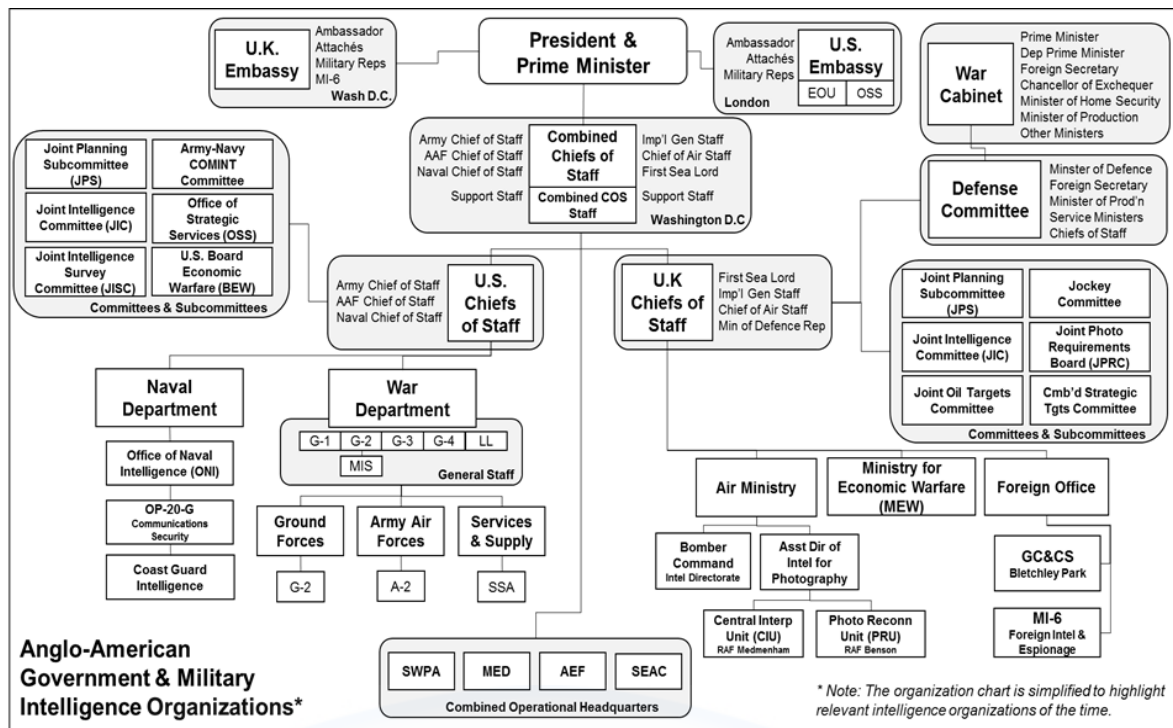 U.K.
Embassy
Ambassador
Attachés
Military Reps
MI-6
Wash D.C.
President &
Prime Minister
Ambassador
Attachés
Military Reps
London
U.S.
Embassy
EOU
OSS
War
Cabinet
Prime Minister
Dep Prime Minister
Foreign Secretary
Chancellor of Exchequer
Minister of Home Security
Minister of Production
Other Ministers
Joint Planning
Subcommittee
(JPS)
Army-Navy
COMINT
Committee
Joint Intelligence
Committee (JIC)
Office of
Strategic
Services (OSS)
Joint Intelligence
Survey
Committee (JISC)
U.S. Board
Economic
Warfare (BEW)
Committees & Subcommittees
Army Chief of Staff
AAF Chief of Staff
Naval Chief of Staff
Support Staff
Combined
Chiefs of
Staff
Combined COS
Staff
Imp'l Gen Staff
Chief of Air Staff
First Sea Lord
Support Staff
Washington D.C
Defense
Committee
Minster of Defence
Foreign Secretary
Minister of Prod'n
Service Ministers
Chiefs of Staff
Army Chief of Staff
AAF Chief of Staff
Naval Chief of Staff
U.S.
Chiefs
of Staff
U.K
Chiefs of
Staff
First Sea Lord
Imp'l Gen Staff
Chief of Air Staff
Min of Defence Rep
Joint Planning
Subcommittee
(JPS)
Jockey
Committee
Joint Intelligence
Committee (JIC)
Joint Photo
Requirements
Board (JPRC)
Joint Oil Targets
Committee
Cmb'd Strategic
Tgts Committee
Committees & Subcommittees
Naval
Department
War
Department
G-1
G-2
G-3
G-4
LL
MIS
General Staff
Office of Naval
Intelligence (ONI)
OP-20-G
Communications
Security
Coast Guard
Intelligence
Ground
Forces
Army Air
Forces
Services
& Supply
G-2
A-2
SSA
Air Ministry
Ministry for
Economic Warfare
(MEW)
Foreign Office
Bomber
Command
Intel Directorate
Asst Dir of
Intel for
Photography
GC&CS
Bletchley Park
Central Interp
Unit (CIU)
RAF Medmenham
Photo Reconn
Unit (PRU)
RAF Benson
MI-6
Foreign Intel &
Espionage
SWPA
MED
AEF
SEAC
Combined Operational Headquarters
Anglo-American
Government & Military
Intelligence Organizations*
* Note: The organization chart is simplified to highlight
relevant intelligence organizations of the time.